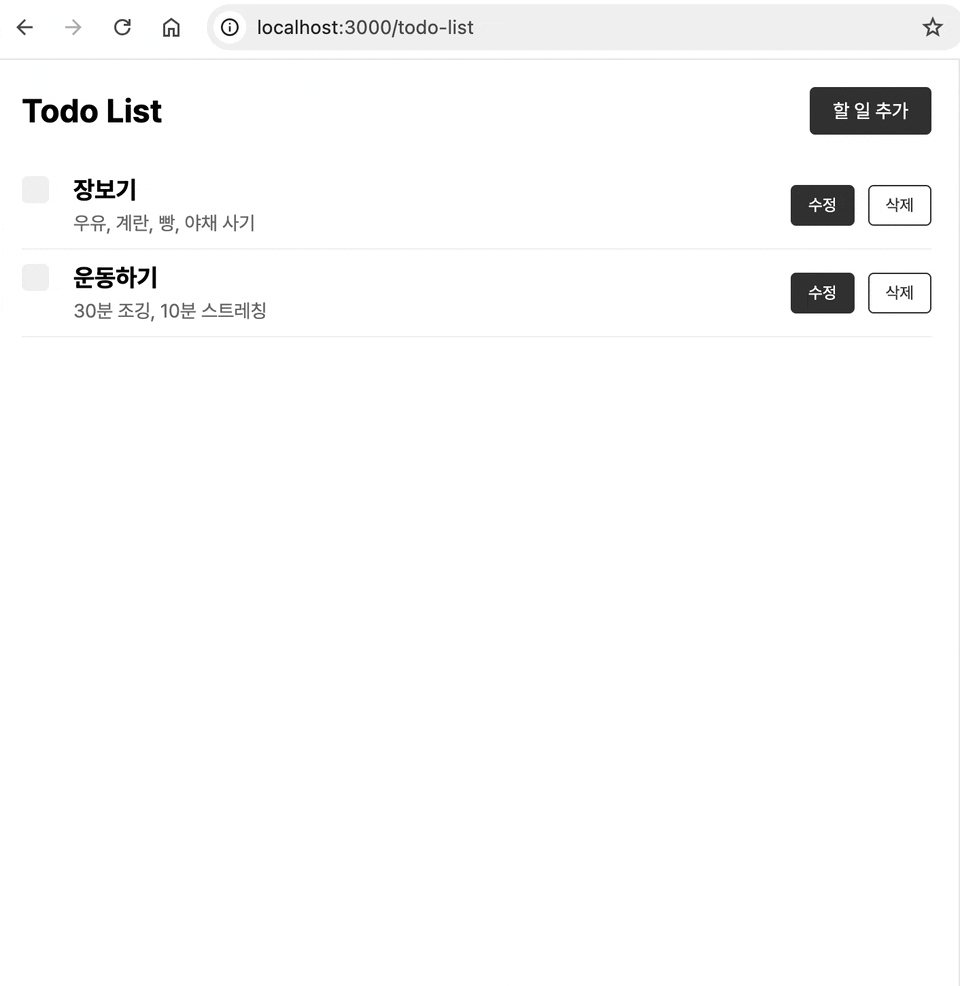 localhost:3000/todo-list
Todo List
할 일 추가
장보기
우유, 계란, 빵, 야채 사기
수정
삭제
운동하기
30분 조깅, 10분 스트레칭
수정
삭제